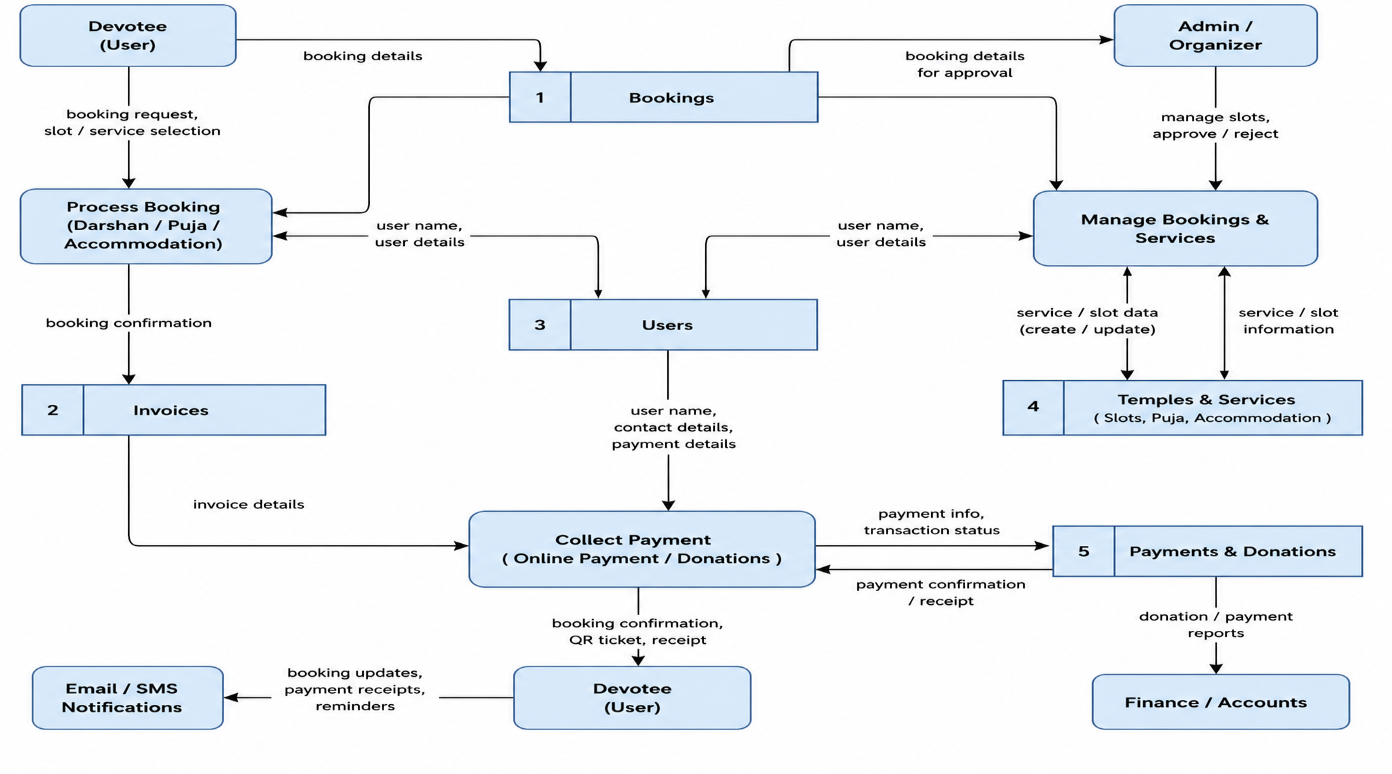 Devotee
(User)
booking details
booking details
for approval
Admin /
Organizer
1
Bookings
booking request,
slot / service selection
manage slots,
approve / reject
Process Booking
(Darshan / Puja /
Accommodation)
user name,
user details
user name,
user details
Manage Bookings &
Services
booking confirmation
3
Users
service / slot data
(create / update)
service / slot
information
2
Invoices
user name,
contact details,
payment details
4
Temples & Services
( Slots, Puja, Accommodation )
invoice details
Collect Payment
( Online Payment / Donations )
payment info,
transaction status
5
Payments & Donations
payment confirmation
/ receipt
booking confirmation,
QR ticket, receipt
donation / payment
reports
Email / SMS
Notifications
booking updates,
payment receipts,
reminders
Devotee
(User)
Finance / Accounts